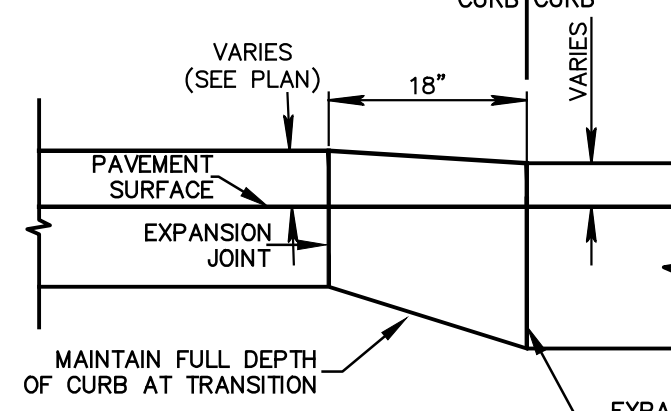 CURB CURB
VARIES
(SEE PLAN)
18"
VARIES
PAVEMENT
SURFACE
EXPANSION
JOINT
MAINTAIN FULL DEPTH
OF CURB AT TRANSITION